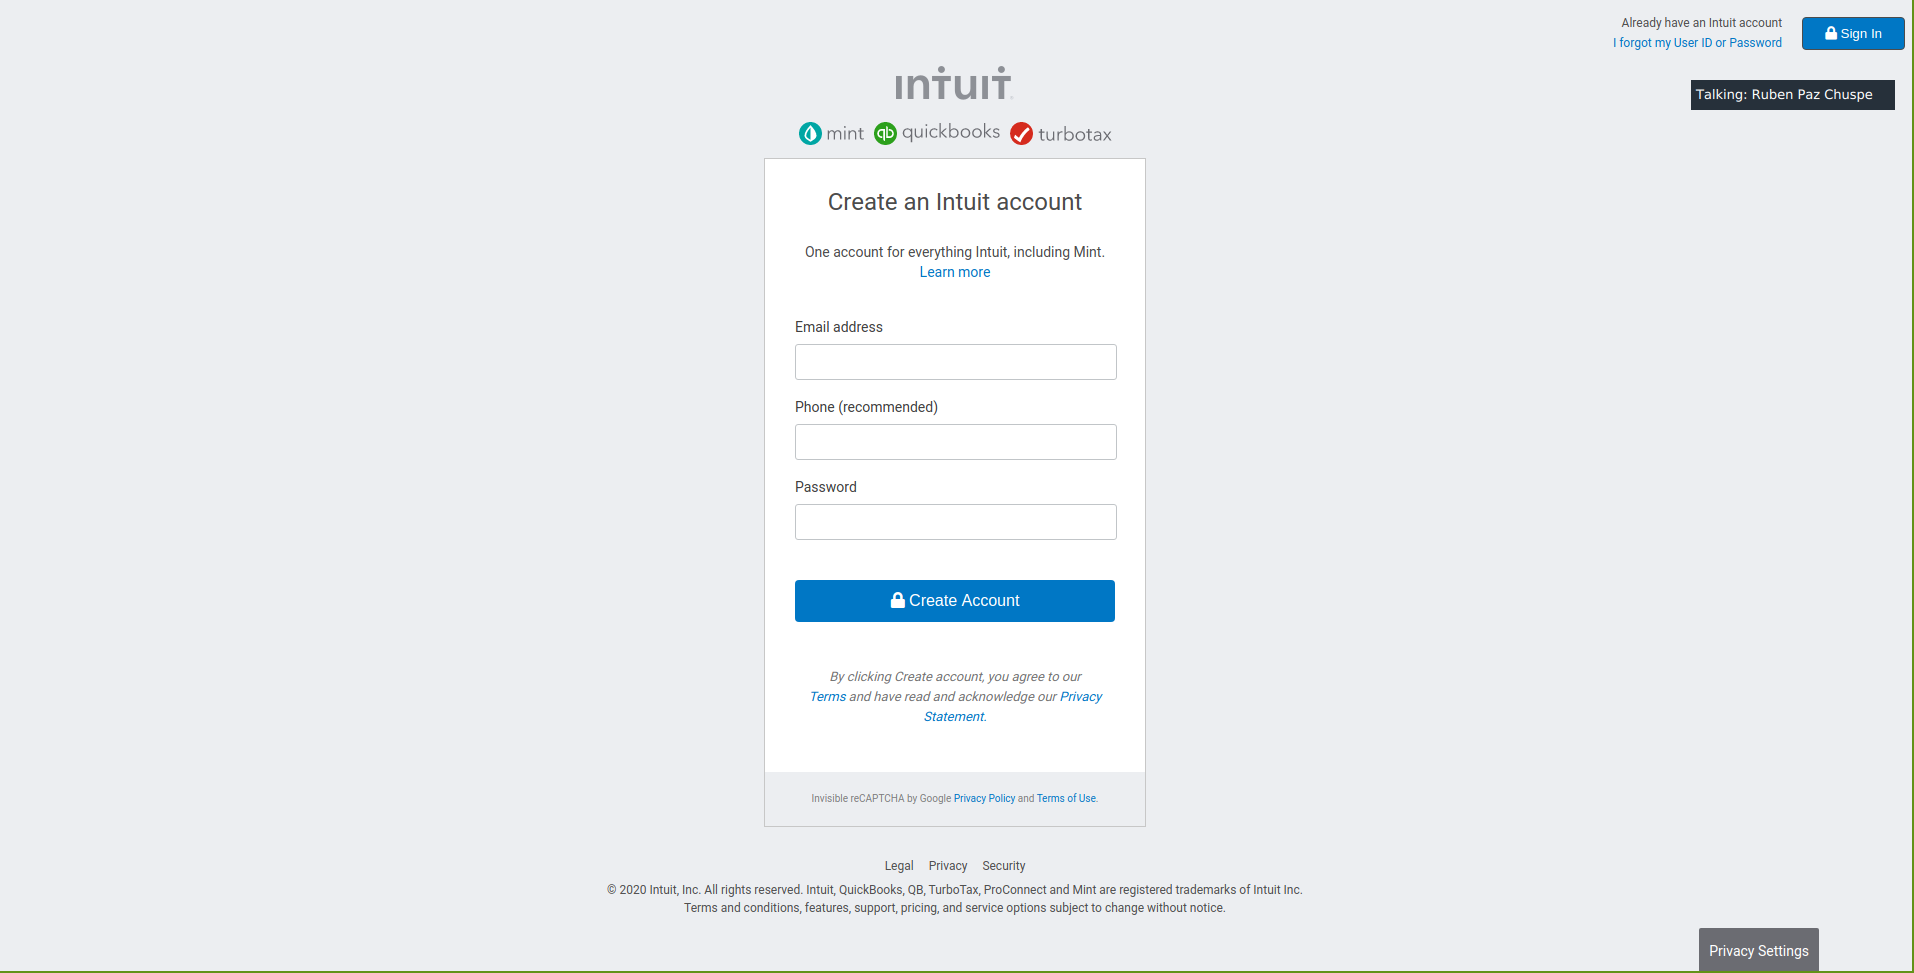 Already have an Intuit account
I forgot my User ID or Password
Sign In
intuit
Talking: Ruben Paz Chuspe
mint quickbooks turbotax
Create an Intuit account
One account for everything Intuit, including Mint.
Learn more
Email address
Phone (recommended)
Password
Create Account
By clicking Create account, you agree to our
Terms and have read and acknowledge our Privacy
Statement.
Invisible reCAPTCHA by Google Privacy Policy and Terms of Use.
Legal Privacy Security
© 2020 Intuit, Inc. All rights reserved. Intuit, QuickBooks, QB, TurboTax, ProConnect and Mint are registered trademarks of Intuit Inc.
Terms and conditions, features, support, pricing, and service options subject to change without notice.
Privacy Settings